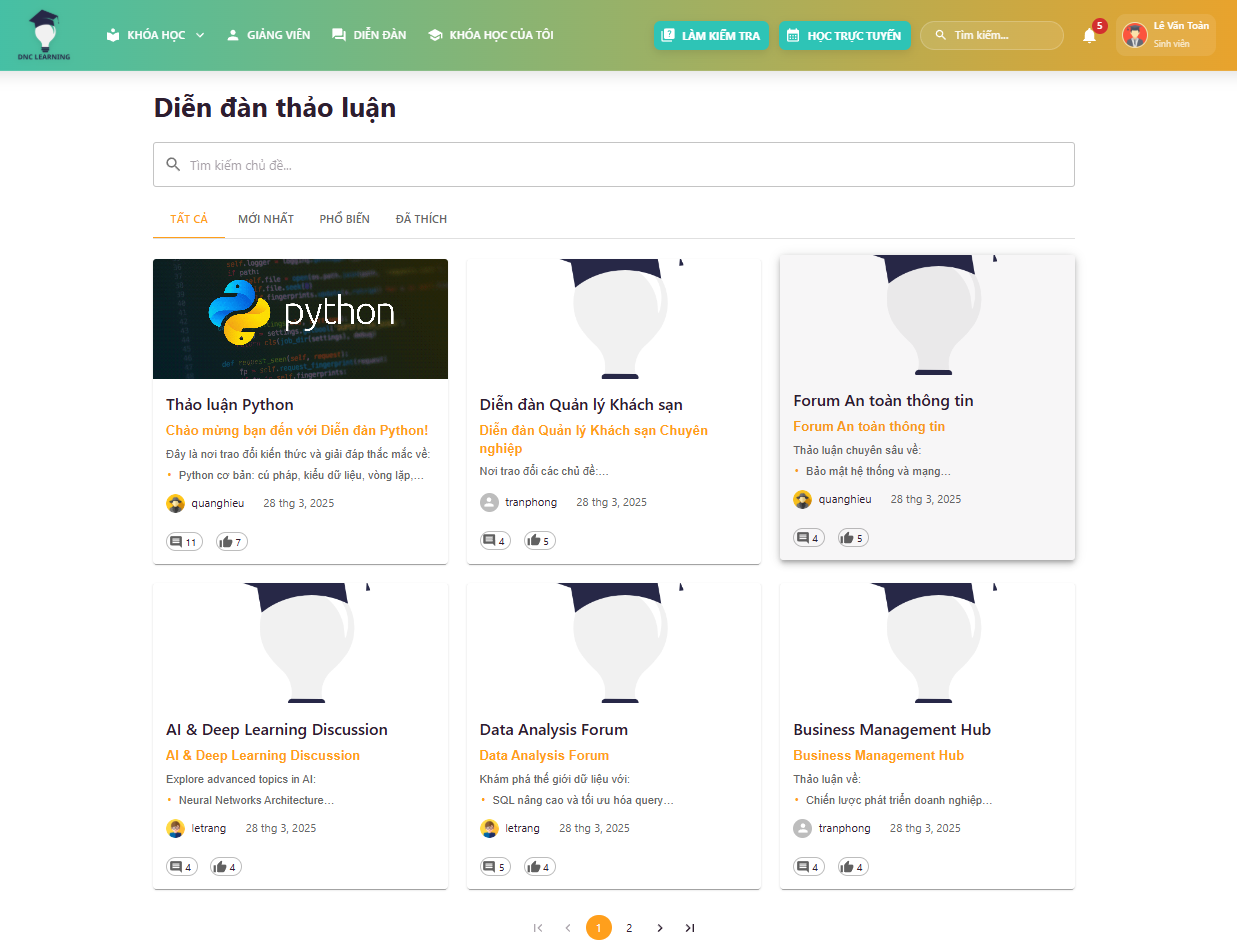 DNC LEARNING
KHÓA HỌC
GIẢNG VIÊN
DIỄN ĐÀN
KHÓA HỌC CỦA TÔI
LÀM KIỂM TRA
HỌC TRỰC TUYẾN
Tìm kiếm...
5
Lê Văn Toàn
Sinh viên
Diễn đàn thảo luận
Tìm kiếm chủ đề...
TẤT CẢ
MỚI NHẤT
PHỔ BIẾN
ĐÃ THÍCH
python
Thảo luận Python
Chào mừng bạn đến với Diễn đàn Python!
Đây là nơi trao đổi kiến thức và giải đáp thắc mắc về:
• Python cơ bản: cú pháp, kiểu dữ liệu, vòng lặp,...
quanghieu 28 thg 3, 2025
11 7
Diễn đàn Quản lý Khách sạn
Diễn đàn Quản lý Khách sạn Chuyên
nghiệp
Nơi trao đổi các chủ đề:...
tranphong 28 thg 3, 2025
4 5
Forum An toàn thông tin
Forum An toàn thông tin
Thảo luận chuyên sâu về:
• Bảo mật hệ thống và mạng...
quanghieu 28 thg 3, 2025
4 5
AI & Deep Learning Discussion
AI & Deep Learning Discussion
Explore advanced topics in AI:
• Neural Networks Architecture...
letrang 28 thg 3, 2025
4 4
Data Analysis Forum
Data Analysis Forum
Khám phá thế giới dữ liệu với:
• SQL nâng cao và tối ưu hóa query...
letrang 28 thg 3, 2025
5 4
Business Management Hub
Business Management Hub
Thảo luận về:
• Chiến lược phát triển doanh nghiệp...
tranphong 28 thg 3, 2025
4 4
1 2